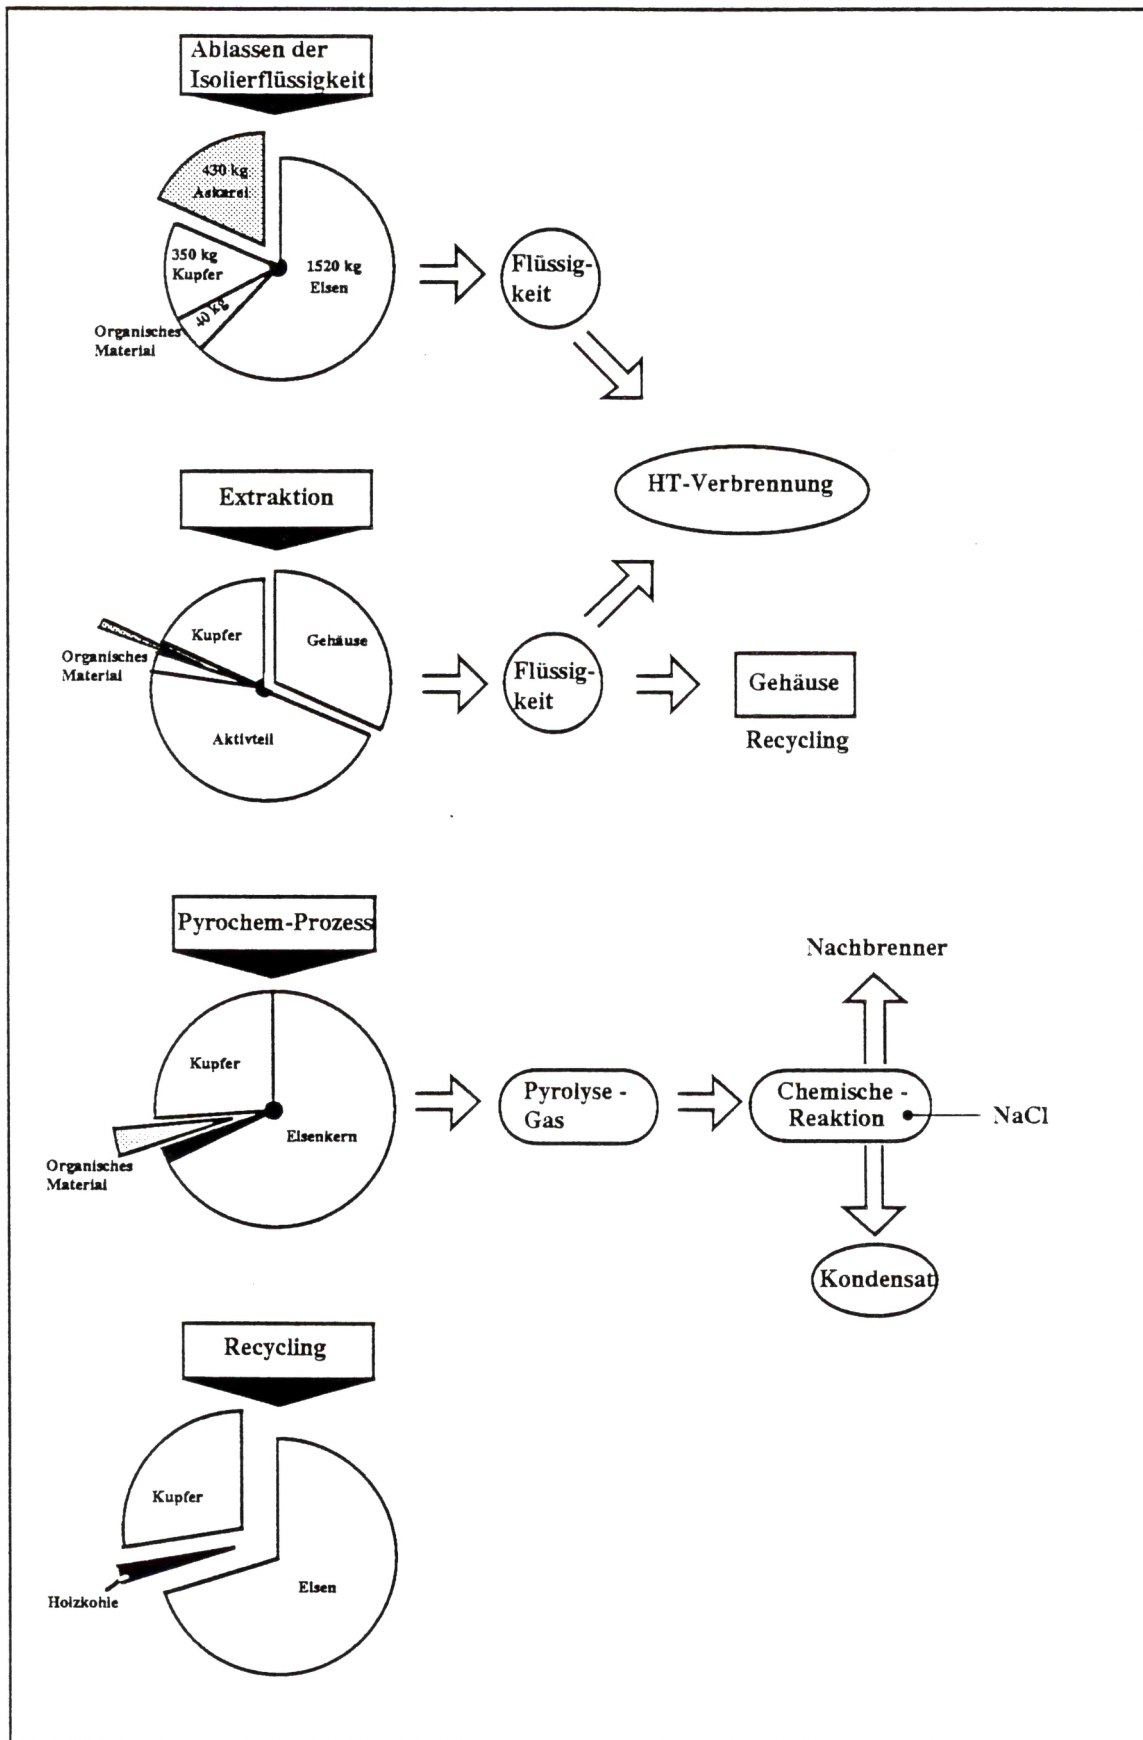 Ablassen der
Isolierflüssigkeit
430 kg
Askarel
350 kg
Kupfer
1520 kg
Eisen
40 kg
Organisches
Material
Flüssig-
keit
HT-Verbrennung
Extraktion
Kupfer
Gehäuse
Organisches
Material
Aktivteil
Flüssig-
keit
Gehäuse
Recycling
Pyrochem-Prozess
Kupfer
Eisenkern
Organisches
Material
Pyrolyse -
Gas
Nachbrenner
Chemische -
Reaktion
NaCl
Kondensat
Recycling
Kupfer
Eisen
Holzkohle